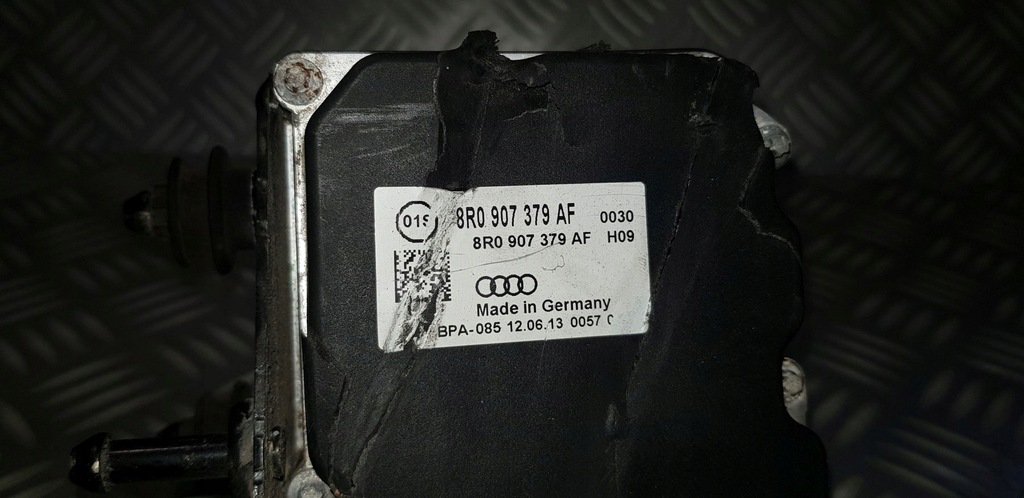 8R0 907 379 AF 0030
8R0 907 379 AF H09
Made in Germany
BPA-085 12.06.13 0057